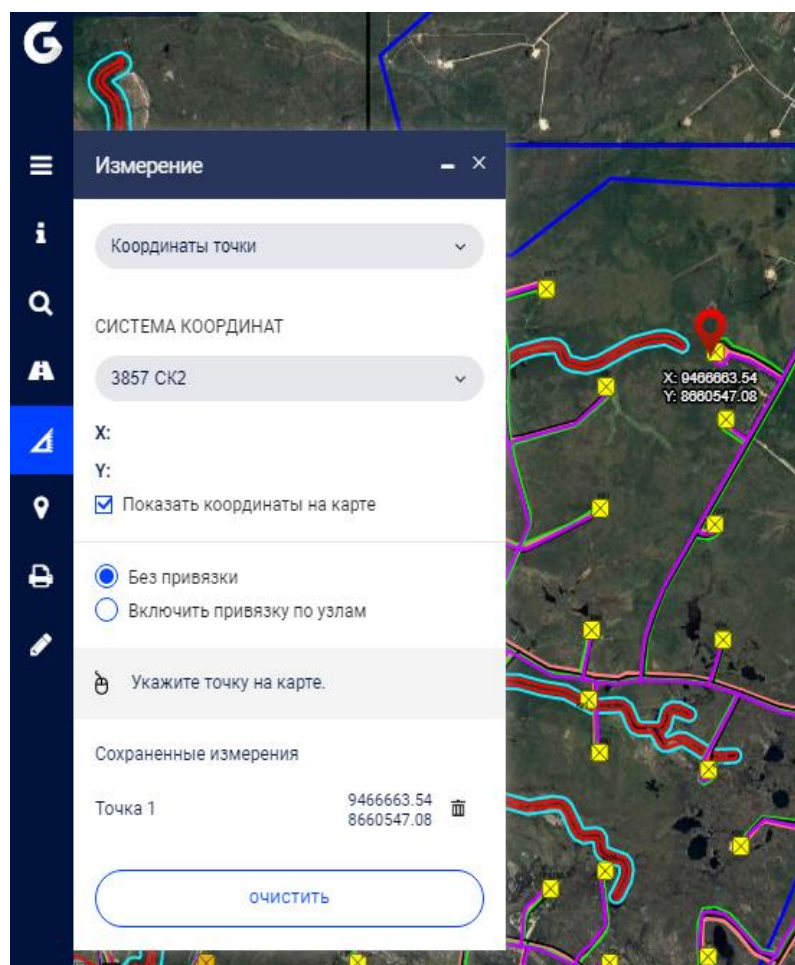 G
Измерение
Координаты точки
СИСТЕМА КООРДИНАТ
3857 СК2
X:
Y:
Показать координаты на карте
Без привязки
Включить привязку по узлам
Укажите точку на карте.
Сохраненные измерения
Точка 1
9466663.54
8660547.08
ОЧИСТИТЬ
X: 9466663.54
Y: 8660547.08